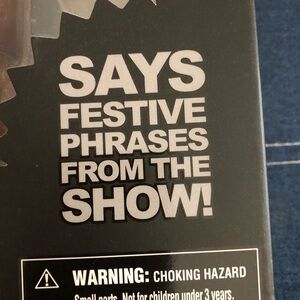 SAYS
FESTIVE
PHRASES
FROM THE
SHOW!
WARNING: CHOKING HAZARD
Small parts. Not for children under 3 years.